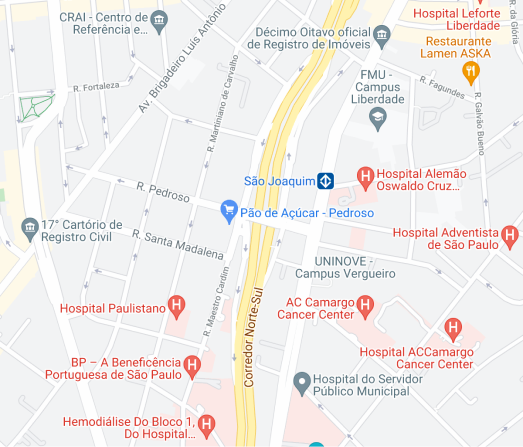 Hospital Leforte
Liberdade
R. da Glória
CRAI - Centro de
Referência e...
Av. Brigadeiro Luís Antônio
Décimo Oitavo oficial
de Registro de Imóveis
Restaurante
Lamen ASKA
R. Fortaleza
R. Martiniano de Carvalho
FMU -
Campus
Liberdade
R. Fagundes
R. Galvão Bueno
São Joaquim
Hospital Alemão
Oswaldo Cruz...
R. Pedroso
Pão de Açúcar - Pedroso
17° Cartório de
Registro Civil
R. Santa Madalena
Hospital Adventista
de São Paulo
UNINOVE -
Campus Vergueiro
R. Maestro Cardim
Corredor Norte-Sul
Hospital Paulistano
AC Camargo
Cancer Center
Hospital ACCamargo
Cancer Center
BP – A Beneficência
Portuguesa de São Paulo
Hospital do Servidor
Público Municipal
Hemodiálise Do Bloco 1,
Do Hospital...